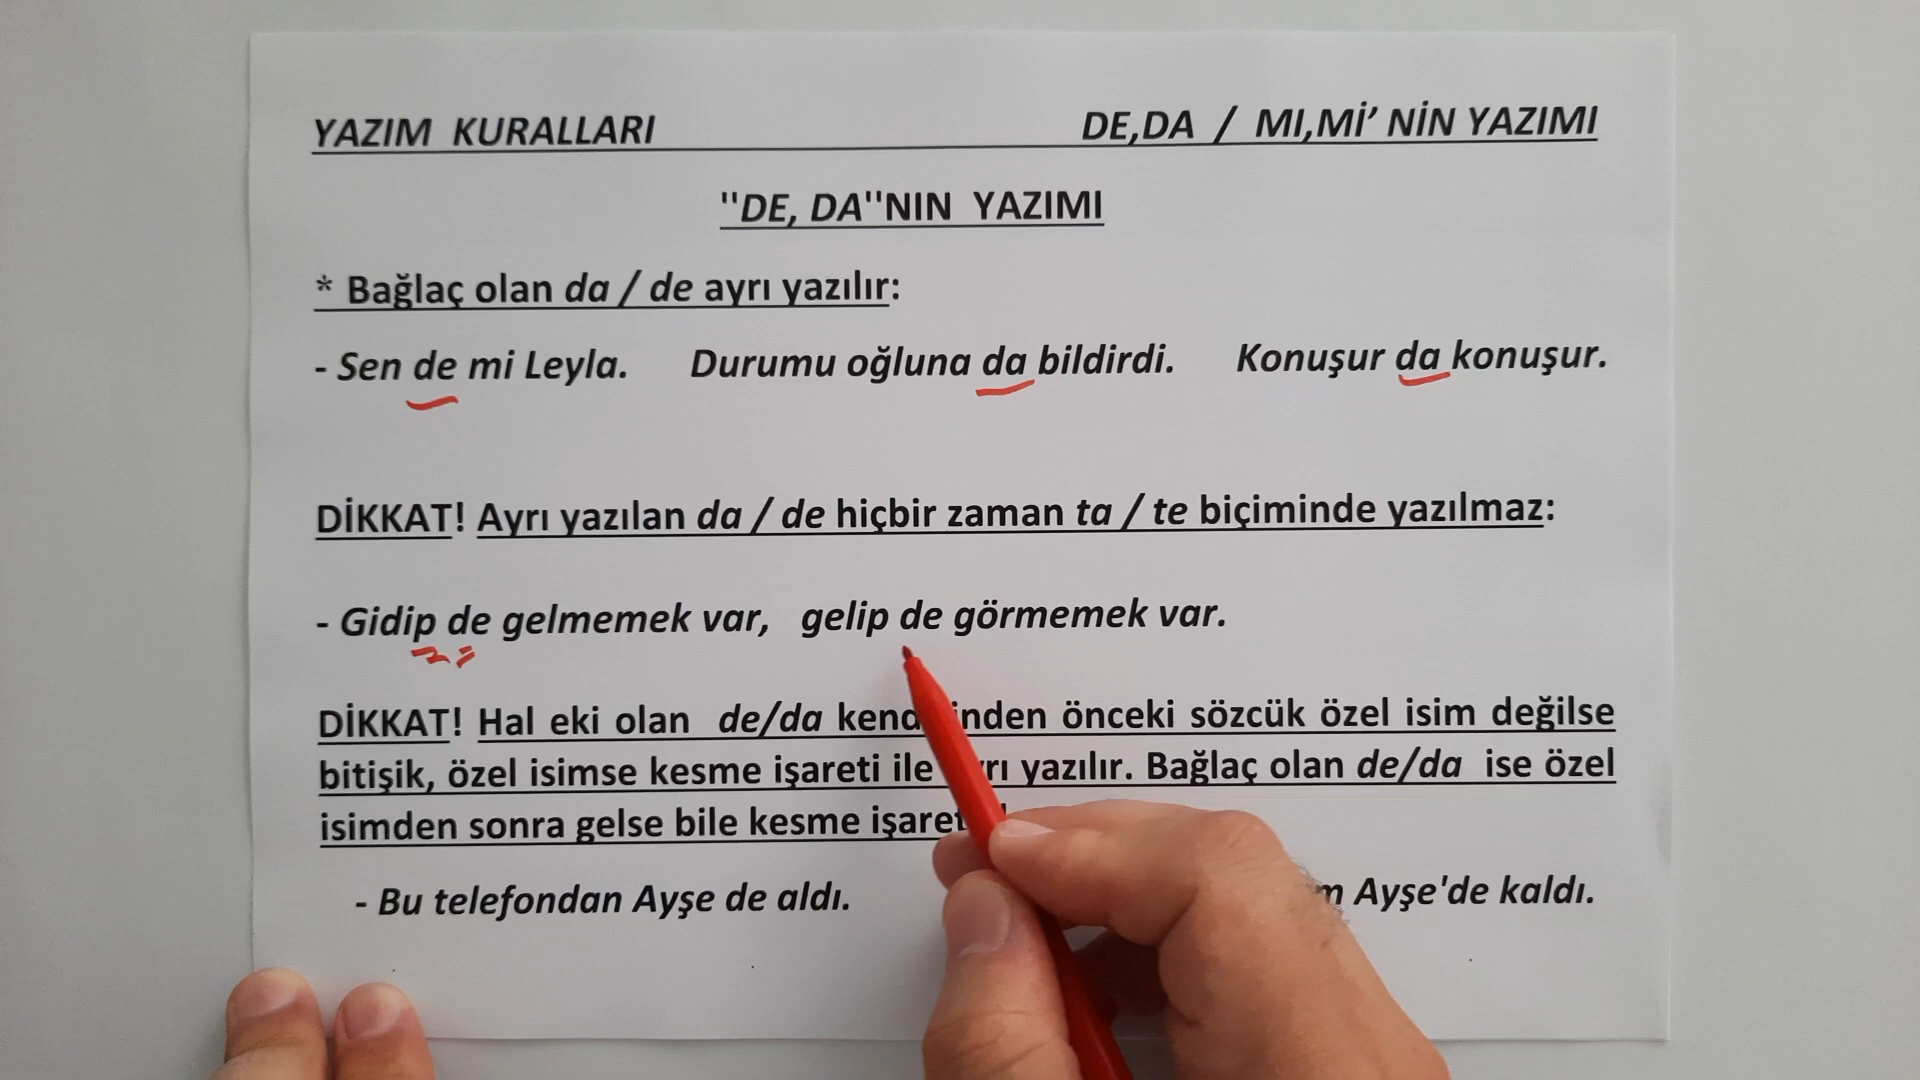 YAZIM KURALLARI DE,DA / MI,Mİ’ NİN YAZIMI
"DE, DA"NIN YAZIMI
* Bağlaç olan da / de ayrı yazılır:
- Sen de mi Leyla. Durumu oğluna da bildirdi. Konuşur da konuşur.
DİKKAT! Ayrı yazılan da / de hiçbir zaman ta / te biçiminde yazılmaz:
- Gidip de gelmemek var, gelip de görmemek var.
DİKKAT! Hal eki olan de/da önceki sözcük özel isim değilse
bitişik, özel isimse kesme işareti ile yazılır. Bağlaç olan de/da ise özel
isimden sonra gelse bile kesme
- Bu telefondan Ayşe de aldı. Ayşe'de kaldı.